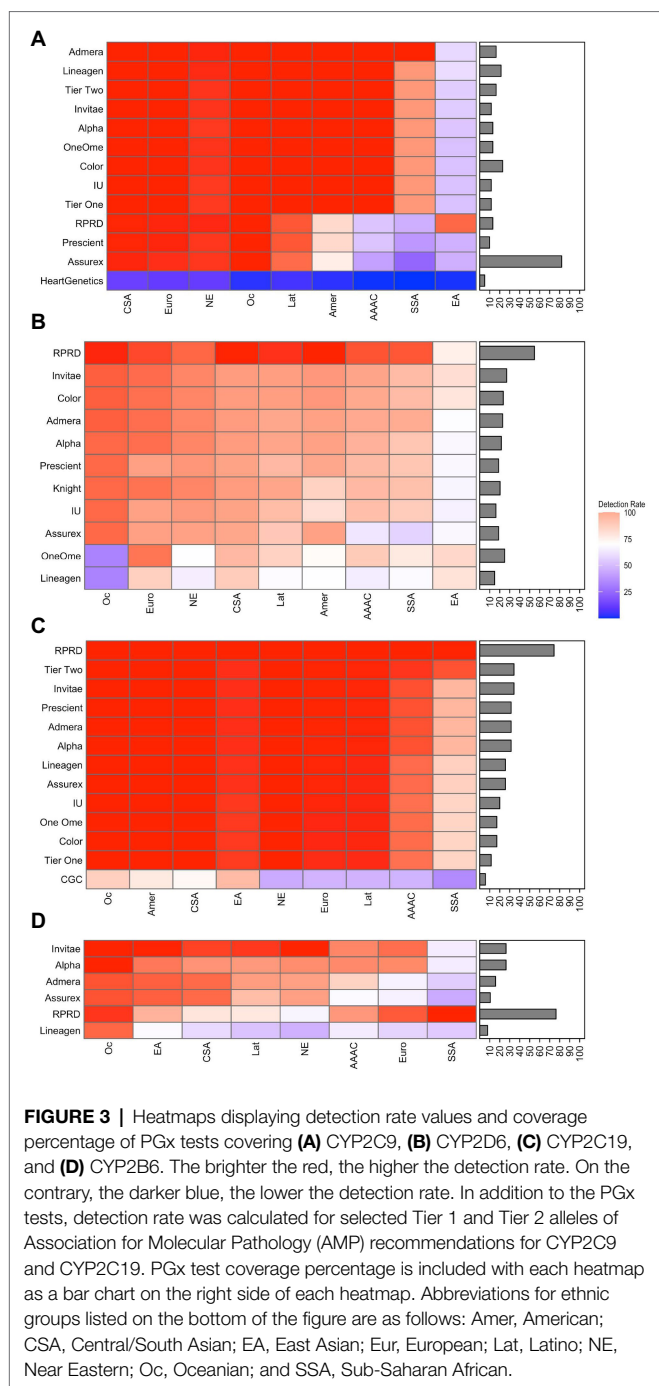 A
Admera
Lineagen
Tier Two
Invitae
Alpha
OneOme
Color
IU
Tier One
RPRD
Prescient
Assurex
HeartGenetics
CSA Euro NE Oc Lat Amer AAAC SSA EA
10 20 30 40 50 60 70 80 90 100
B
RPRD
Invitae
Color
Admera
Alpha
Prescient
Knight
IU
Assurex
OneOme
Lineagen
Oc Euro NE CSA Lat Amer AAAC SSA EA
10 20 30 40 50 60 70 80 90 100
Detection Rate
100
75
50
25
0
C
RPRD
Tier Two
Invitae
Prescient
Admera
Alpha
Lineagen
Assurex
IU
One Ome
Color
Tier One
CGC
Oc Amer CSA EA NE Euro Lat AAAC SSA
10 20 30 40 50 60 70 80 90 100
D
Invitae
Alpha
Admera
Assurex
RPRD
Lineagen
Oc EA CSA Lat NE AAAC Euro SSA
10 20 30 40 50 60 70 80 90 100
FIGURE 3 | Heatmaps displaying detection rate values and coverage
percentage of PGx tests covering (A) CYP2C9, (B) CYP2D6, (C) CYP2C19,
and (D) CYP2B6. The brighter the red, the higher the detection rate. On the
contrary, the darker blue, the lower the detection rate. In addition to the PGx
tests, detection rate was calculated for selected Tier 1 and Tier 2 alleles of
Association for Molecular Pathology (AMP) recommendations for CYP2C9
and CYP2C19. PGx test coverage percentage is included with each heatmap
as a bar chart on the right side of each heatmap. Abbreviations for ethnic
groups listed on the bottom of the figure are as follows: Amer, American;
CSA, Central/South Asian; EA, East Asian; Eur, European; Lat, Latino; NE,
Near Eastern; Oc, Oceanian; and SSA, Sub-Saharan African.